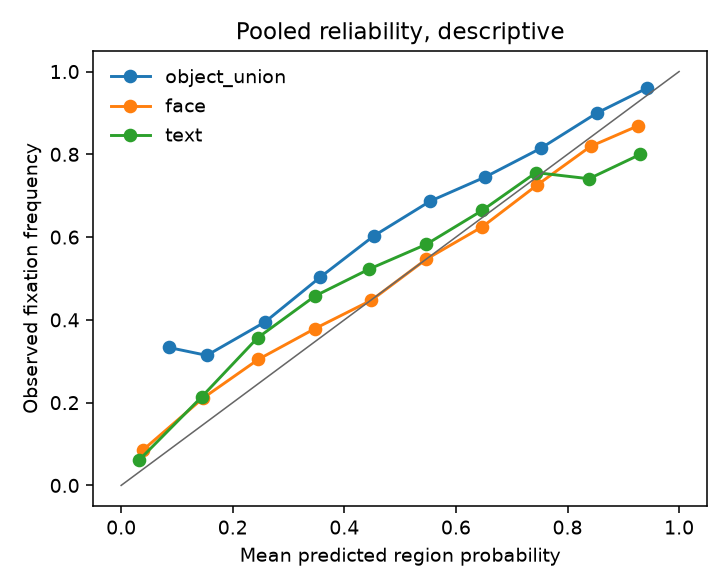 Pooled reliability, descriptive
object_union
face
text
Observed fixation frequency
1.0
0.8
0.6
0.4
0.2
0.0
0.0 0.2 0.4 0.6 0.8 1.0
Mean predicted region probability